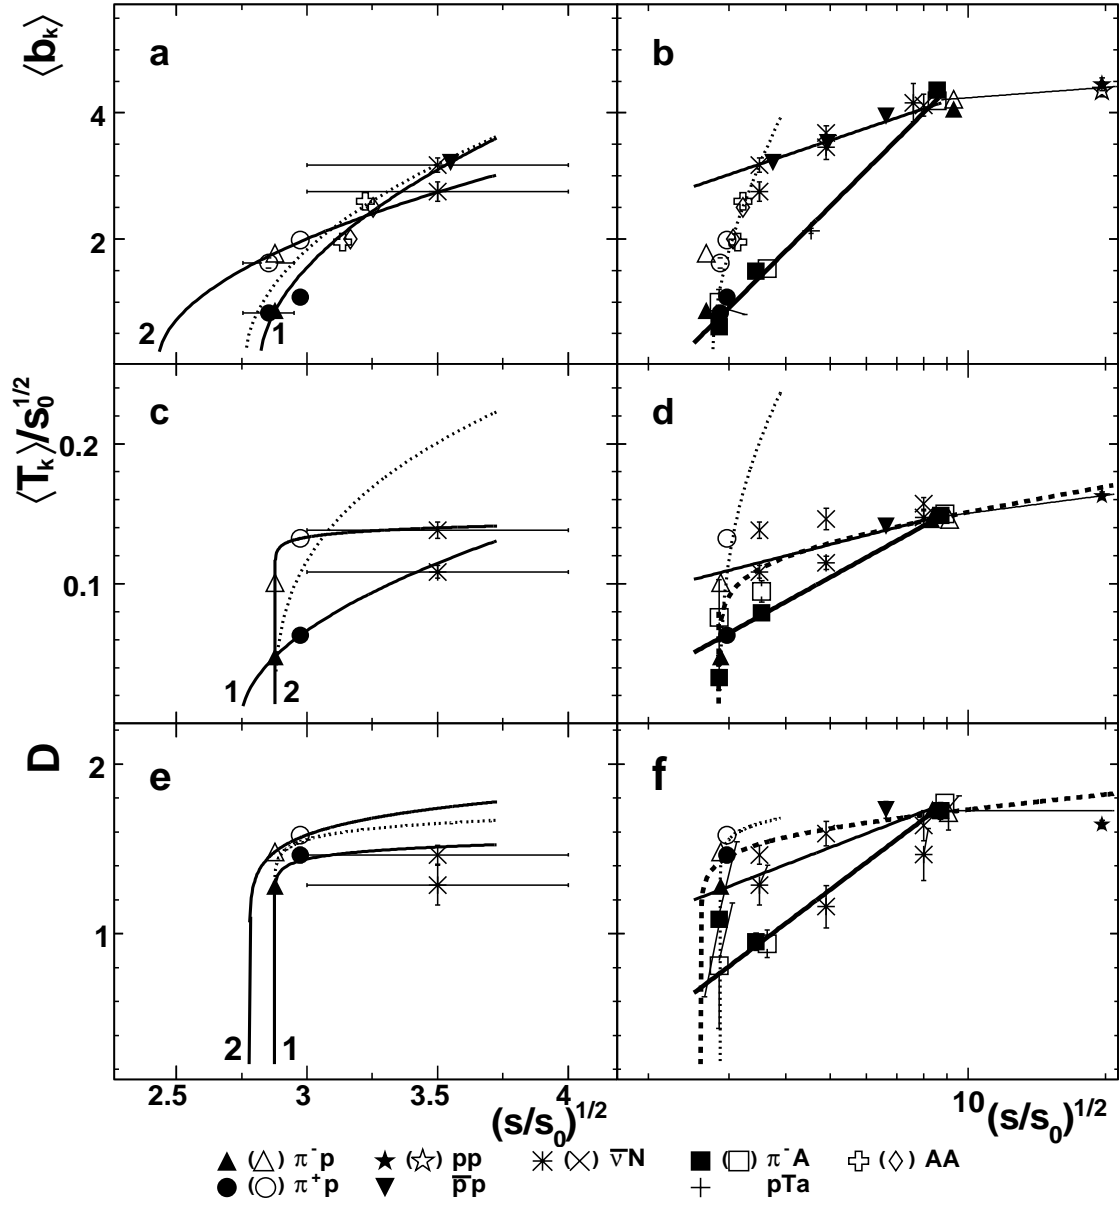 ⟨b_k⟩
a
b
4
2
2
1
⟨T_k⟩/s_0^{1/2}
c
d
0.2
0.1
1
2
D
e
f
2
1
2
1
2.5 3 3.5 4 10
(s/s_0)^{1/2} (s/s_0)^{1/2}
▲ (△) π⁻p ★ (☆) pp ✳ (×) ν̅N ■ (□) π⁻A ✚ (◊) AA
● (○) π⁺p ▼ p̅p + pTa